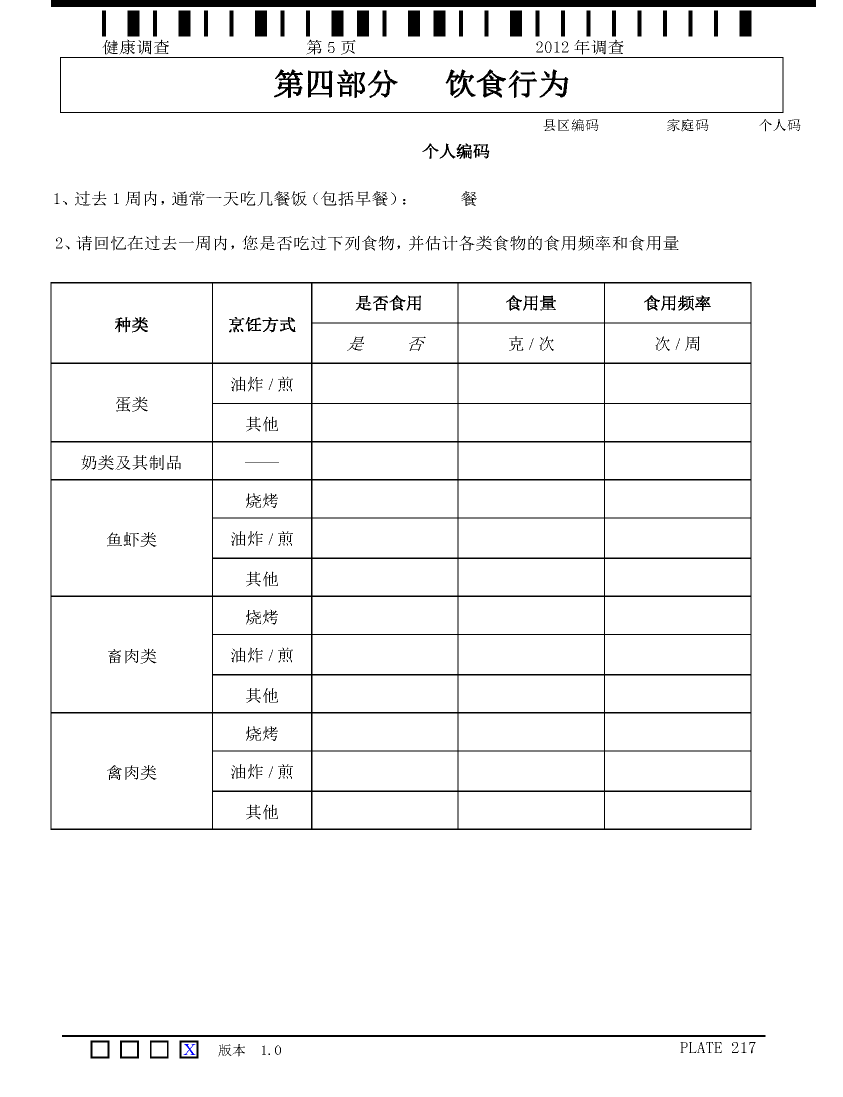 健康调查 第 5 页 2012 年调查
第四部分 饮食行为
县区编码 家庭码 个人码
个人编码
1、过去 1 周内，通常一天吃几餐饭（包括早餐）： 餐
2、请回忆在过去一周内，您是否吃过下列食物，并估计各类食物的食用频率和食用量
种类 烹饪方式 是否食用 食用量 食用频率
是 否 克 / 次 次 / 周
蛋类 油炸 / 煎
其他
奶类及其制品 ——
鱼虾类 烧烤
油炸 / 煎
其他
畜肉类 烧烤
油炸 / 煎
其他
禽肉类 烧烤
油炸 / 煎
其他
X 版本 1.0 PLATE 217